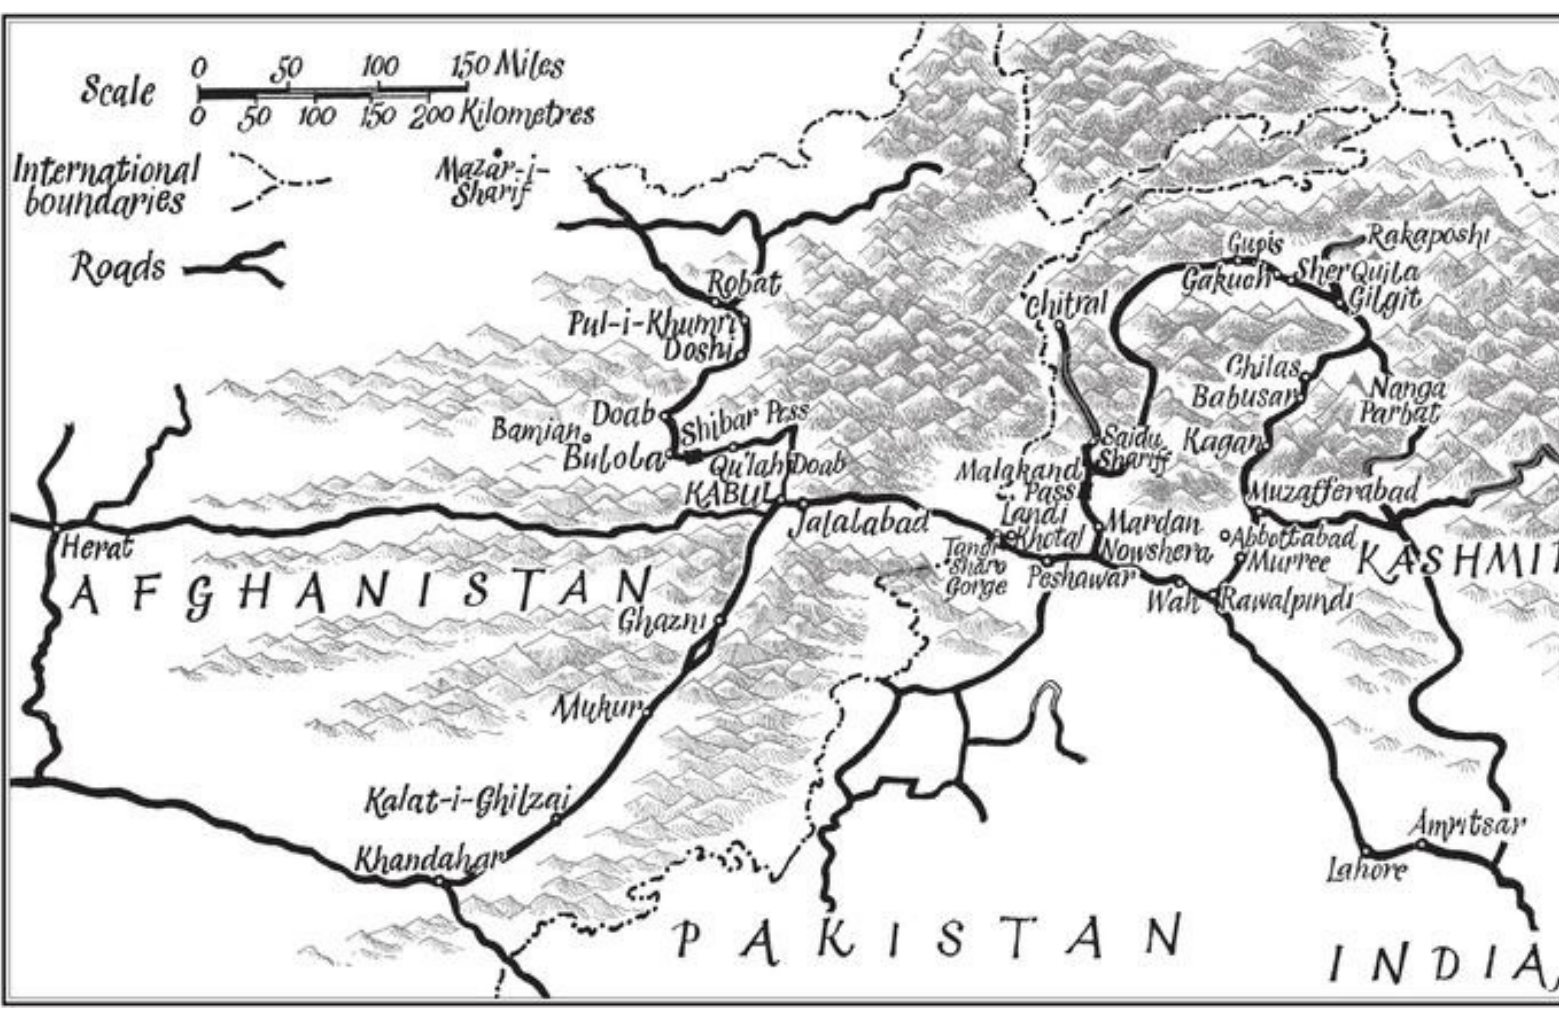 0 50 100 150 Miles
Scale
0 50 100 150 200 Kilometres
International
boundaries
Roads
Mazar-i-
Sharif
Robat
Pul-i-Khumri
Doshi
Doab
Shibar Pass
Bamian
Bulola
Qu'lah Doab
KABUL
Jalalabad
Herat
AFGHANISTAN
Ghazni
Mukur
Kalat-i-Ghilzai
Khandahar
Chitral
Gupis
Rakaposhi
Gakuch
Sher Quila
Gilgit
Chilas
Babusar
Nanga
Parbat
Saidu
Sharif
Kagan
Malakand
Pass
Muzafferabad
Landi
Khotal
Mardan
Nowshera
Abbottabad
Murree
KASHMI
Tangi
Sharo
Gorge
Peshawar
Wah
Rawalpindi
Amritsar
Lahore
PAKISTAN
INDIA